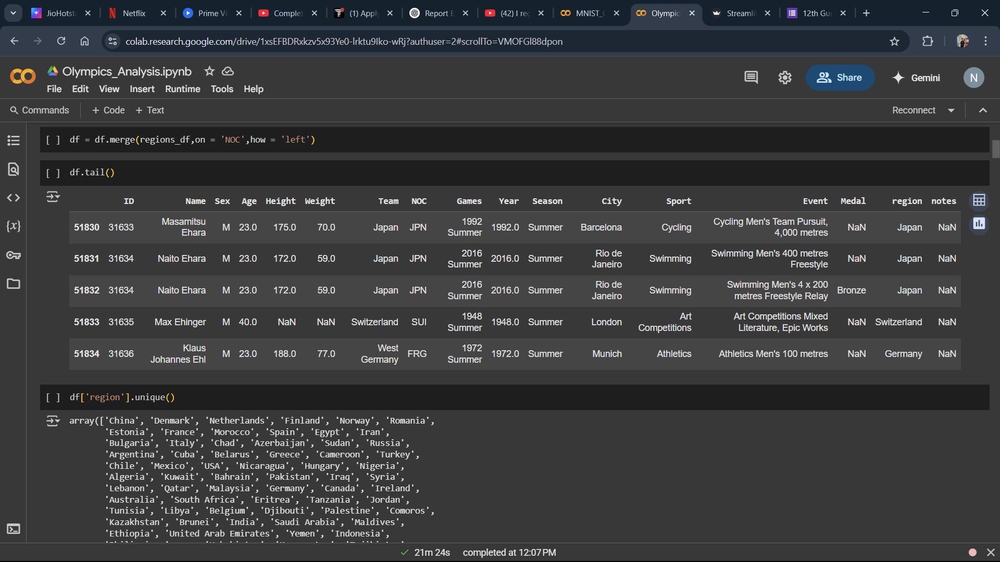 JioHotst
Netflix
Prime Vi
Complet
(1) Apply
Report E
(42) I reg
MNIST_C
Olympic
Streamli
12th Gu
colab.research.google.com/drive/1xsEFBDRxkzv5x93Ye0-lrktu9Iko-wRj?authuser=2#scrollTo=VMOFGl88dpon
Olympics_Analysis.ipynb
File Edit View Insert Runtime Tools Help
Share
Gemini
N
Commands + Code + Text
Reconnect
[ ] df = df.merge(regions_df,on = 'NOC',how = 'left')
[ ] df.tail()
ID Name Sex Age Height Weight Team NOC Games Year Season City Sport Event Medal region notes
51830 31633 Masamitsu Ehara M 23.0 175.0 70.0 Japan JPN 1992 Summer 1992.0 Summer Barcelona Cycling Cycling Men's Team Pursuit, 4,000 metres NaN Japan NaN
51831 31634 Naito Ehara M 23.0 172.0 59.0 Japan JPN 2016 Summer 2016.0 Summer Rio de Janeiro Swimming Swimming Men's 400 metres Freestyle NaN Japan NaN
51832 31634 Naito Ehara M 23.0 172.0 59.0 Japan JPN 2016 Summer 2016.0 Summer Rio de Janeiro Swimming Swimming Men's 4 x 200 metres Freestyle Relay Bronze Japan NaN
51833 31635 Max Ehinger M 40.0 NaN NaN Switzerland SUI 1948 Summer 1948.0 Summer London Art Competitions Art Competitions Mixed Literature, Epic Works NaN Switzerland NaN
51834 31636 Klaus Johannes Ehl M 23.0 188.0 77.0 West Germany FRG 1972 Summer 1972.0 Summer Munich Athletics Athletics Men's 100 metres NaN Germany NaN
[ ] df['region'].unique()
array(['China', 'Denmark', 'Netherlands', 'Finland', 'Norway', 'Romania',
'Estonia', 'France', 'Morocco', 'Spain', 'Egypt', 'Iran',
'Bulgaria', 'Italy', 'Chad', 'Azerbaijan', 'Sudan', 'Russia',
'Argentina', 'Cuba', 'Belarus', 'Greece', 'Cameroon', 'Turkey',
'Chile', 'Mexico', 'USA', 'Nicaragua', 'Hungary', 'Nigeria',
'Algeria', 'Kuwait', 'Bahrain', 'Pakistan', 'Iraq', 'Syria',
'Lebanon', 'Qatar', 'Malaysia', 'Germany', 'Canada', 'Ireland',
'Australia', 'South Africa', 'Eritrea', 'Tanzania', 'Jordan',
'Tunisia', 'Libya', 'Belgium', 'Djibouti', 'Palestine', 'Comoros',
'Kazakhstan', 'Brunei', 'India', 'Saudi Arabia', 'Maldives',
'Ethiopia', 'United Arab Emirates', 'Yemen', 'Indonesia',
21m 24s completed at 12:07 PM